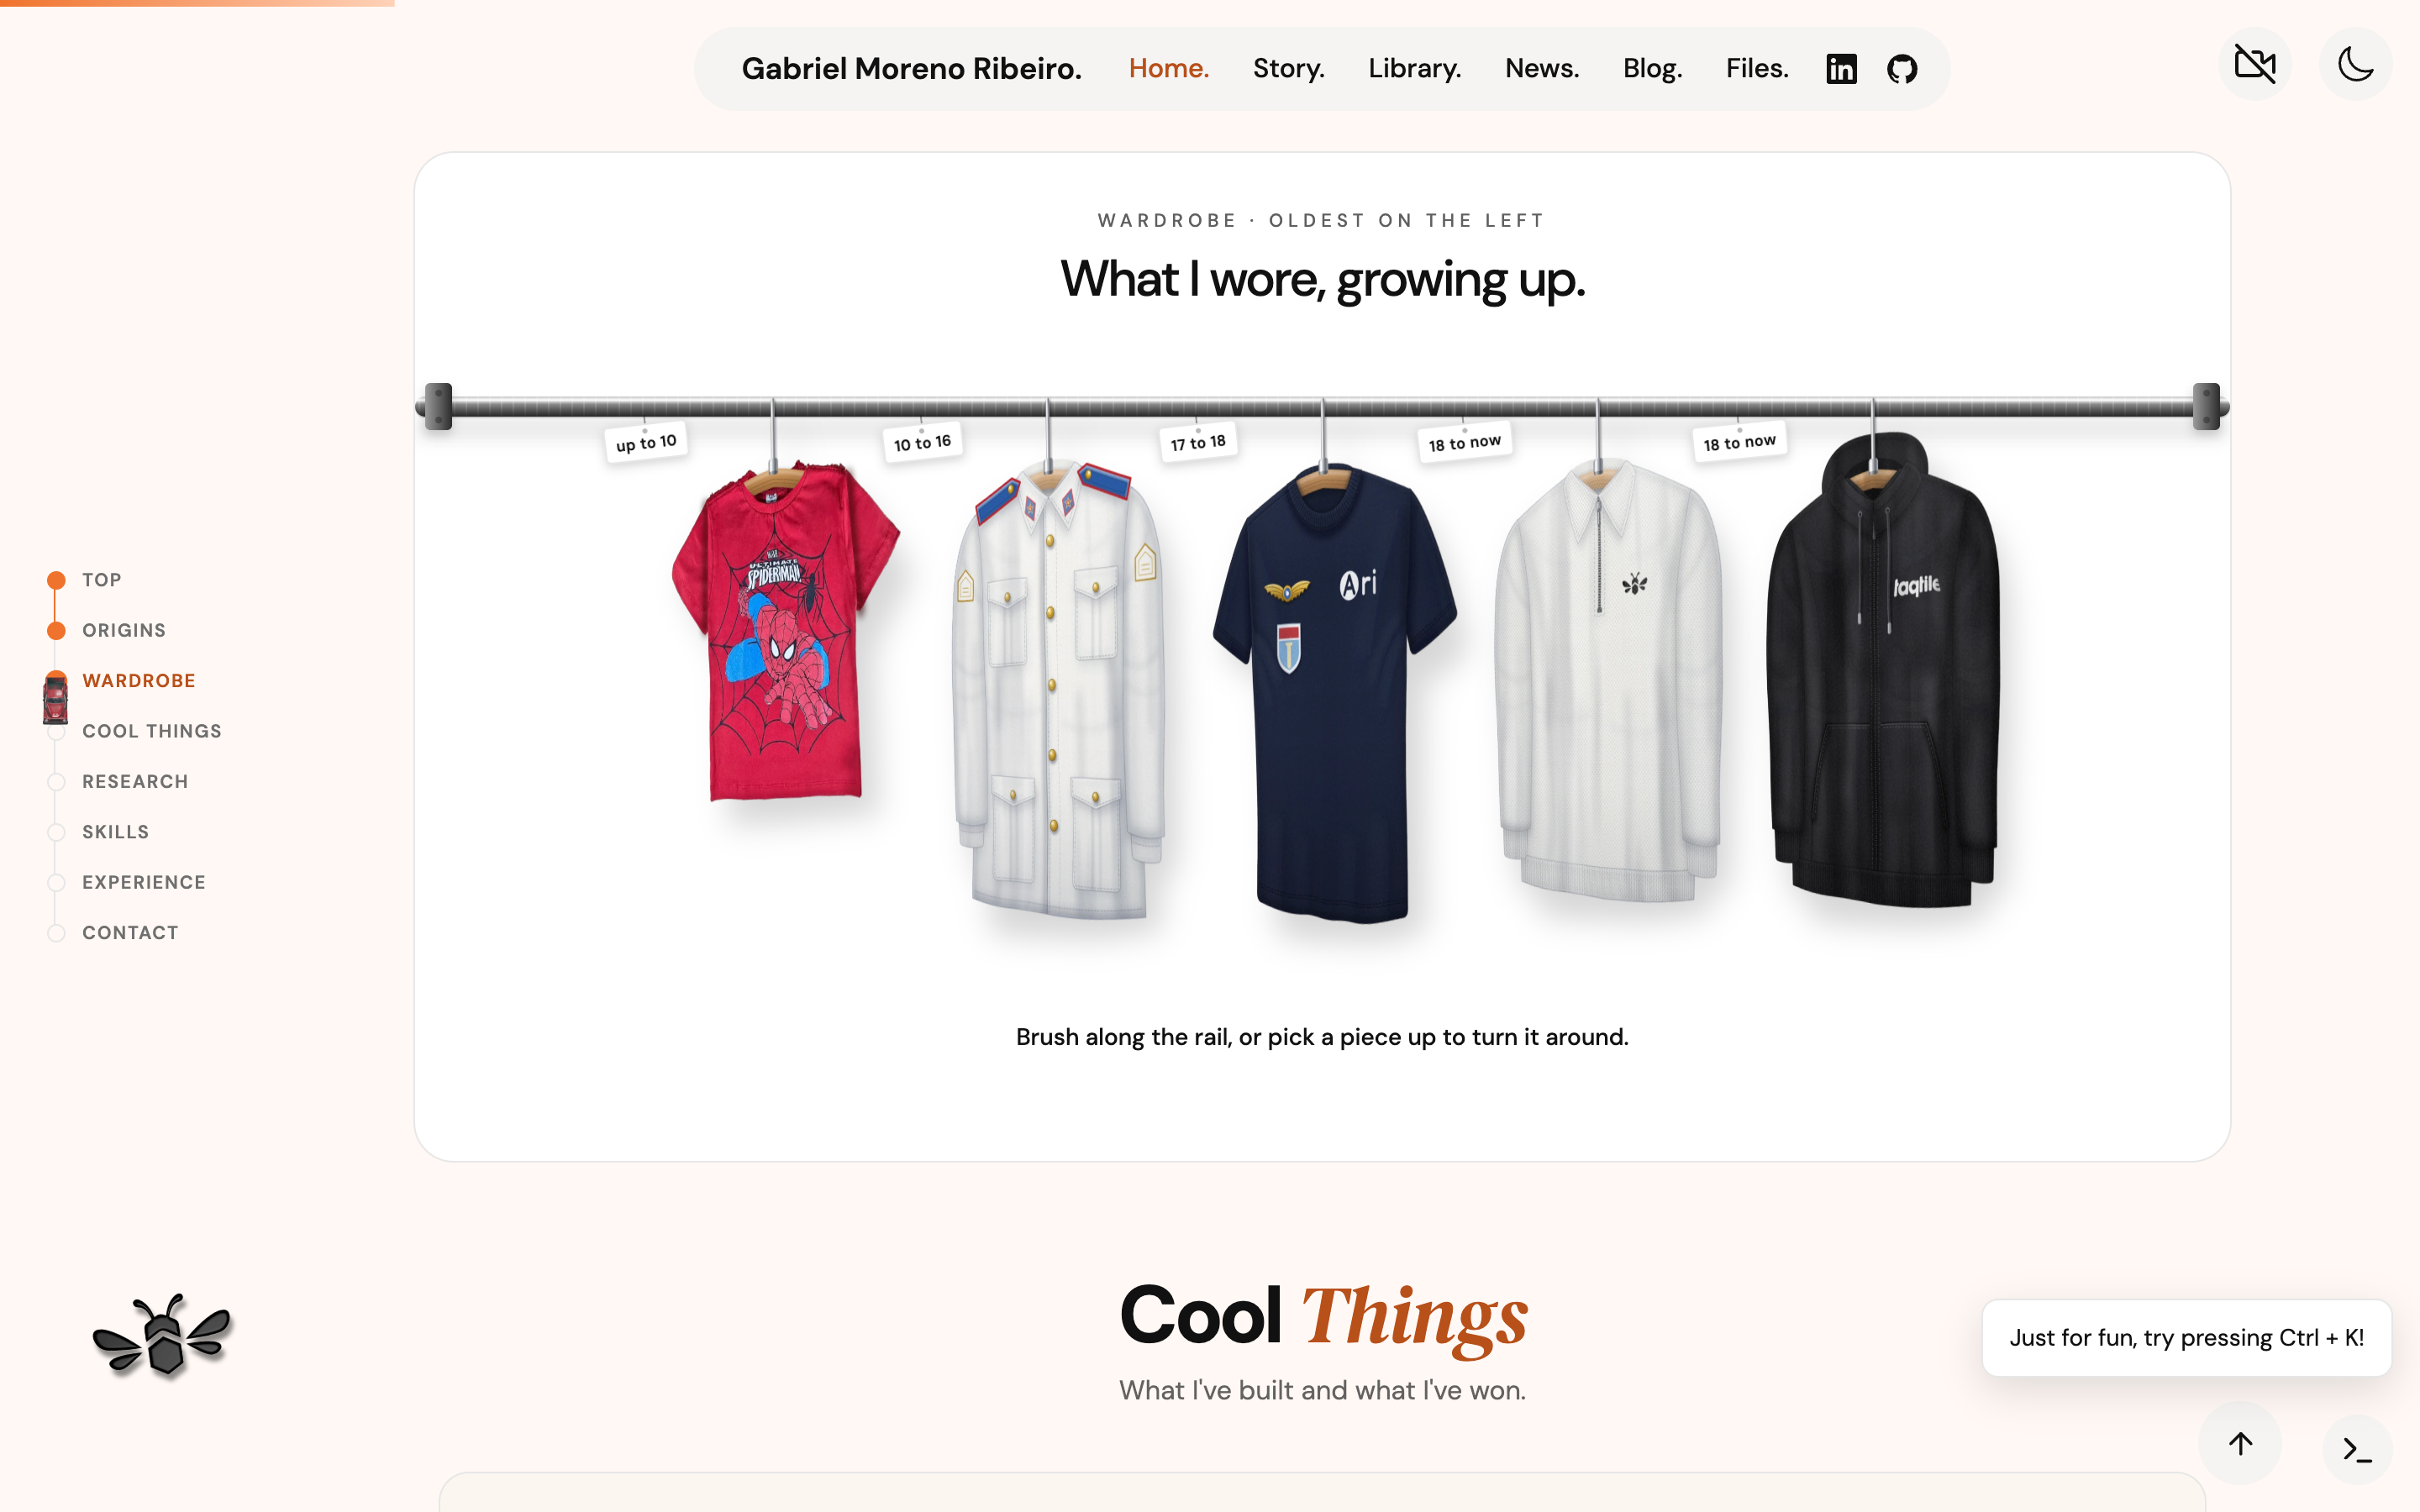 Gabriel Moreno Ribeiro. Home. Story. Library. News. Blog. Files.
WARDROBE · OLDEST ON THE LEFT
What I wore, growing up.
up to 10
10 to 16
17 to 18
18 to now
18 to now
ULTIMATE
SPIDERMAN
Ari
taqtile
TOP
ORIGINS
WARDROBE
COOL THINGS
RESEARCH
SKILLS
EXPERIENCE
CONTACT
Brush along the rail, or pick a piece up to turn it around.
Cool Things
What I've built and what I've won.
Just for fun, try pressing Ctrl + K!